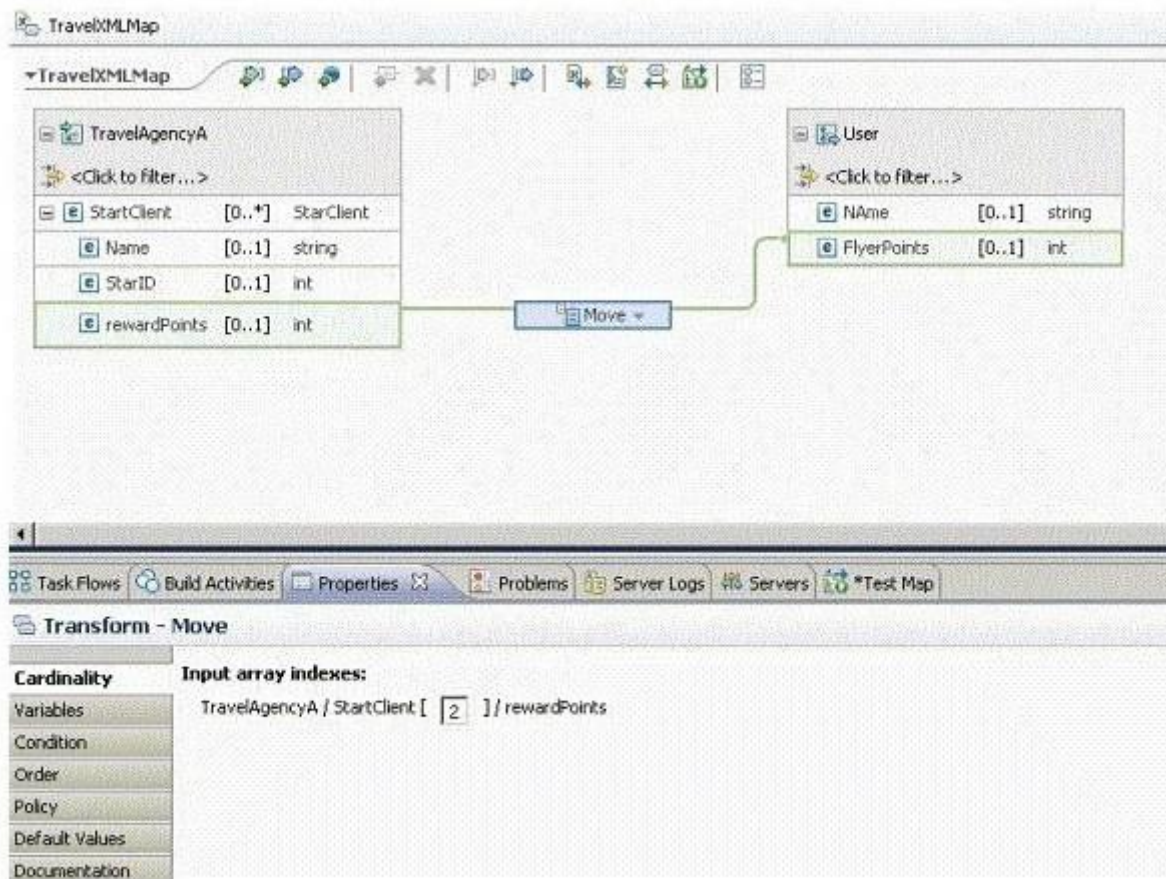 TravelXMLMap
TravelXMLMap
TravelAgencyA
<Click to filter...>
StartClient [0..*] StarClient
Name [0..1] string
StarID [0..1] int
rewardPoints [0..1] int
Move
User
<Click to filter...>
NAme [0..1] string
FlyerPoints [0..1] int
Task Flows Build Activities Properties Problems Server Logs Servers *Test Map
Transform - Move
Cardinality
Variables
Condition
Order
Policy
Default Values
Documentation
Input array indexes:
TravelAgencyA / StartClient [ 2 ] / rewardPoints